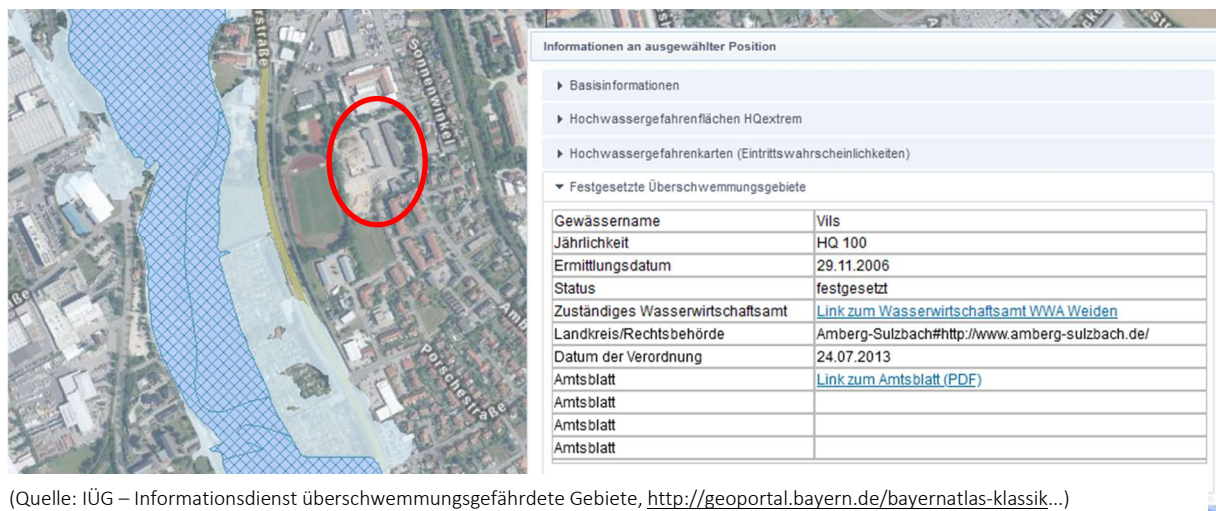 rstraße
Sonnenwinkel
Porschestraße
Amb
raße
Informationen an ausgewählter Position
Basisinformationen
Hochwassergefahrenflächen HQextrem
Hochwassergefahrenkarten (Eintrittswahrscheinlichkeiten)
Festgesetzte Überschwemmungsgebiete
Gewässername Vils
Jährlichkeit HQ 100
Ermittlungsdatum 29.11.2006
Status festgesetzt
Zuständiges Wasserwirtschaftsamt Link zum Wasserwirtschaftsamt WWA Weiden
Landkreis/Rechtsbehörde Amberg-Sulzbach#http://www.amberg-sulzbach.de/
Datum der Verordnung 24.07.2013
Amtsblatt Link zum Amtsblatt (PDF)
Amtsblatt
Amtsblatt
Amtsblatt
(Quelle: IÜG – Informationsdienst überschwemmungsgefährdete Gebiete, http://geoportal.bayern.de/bayernatlas-klassik...)